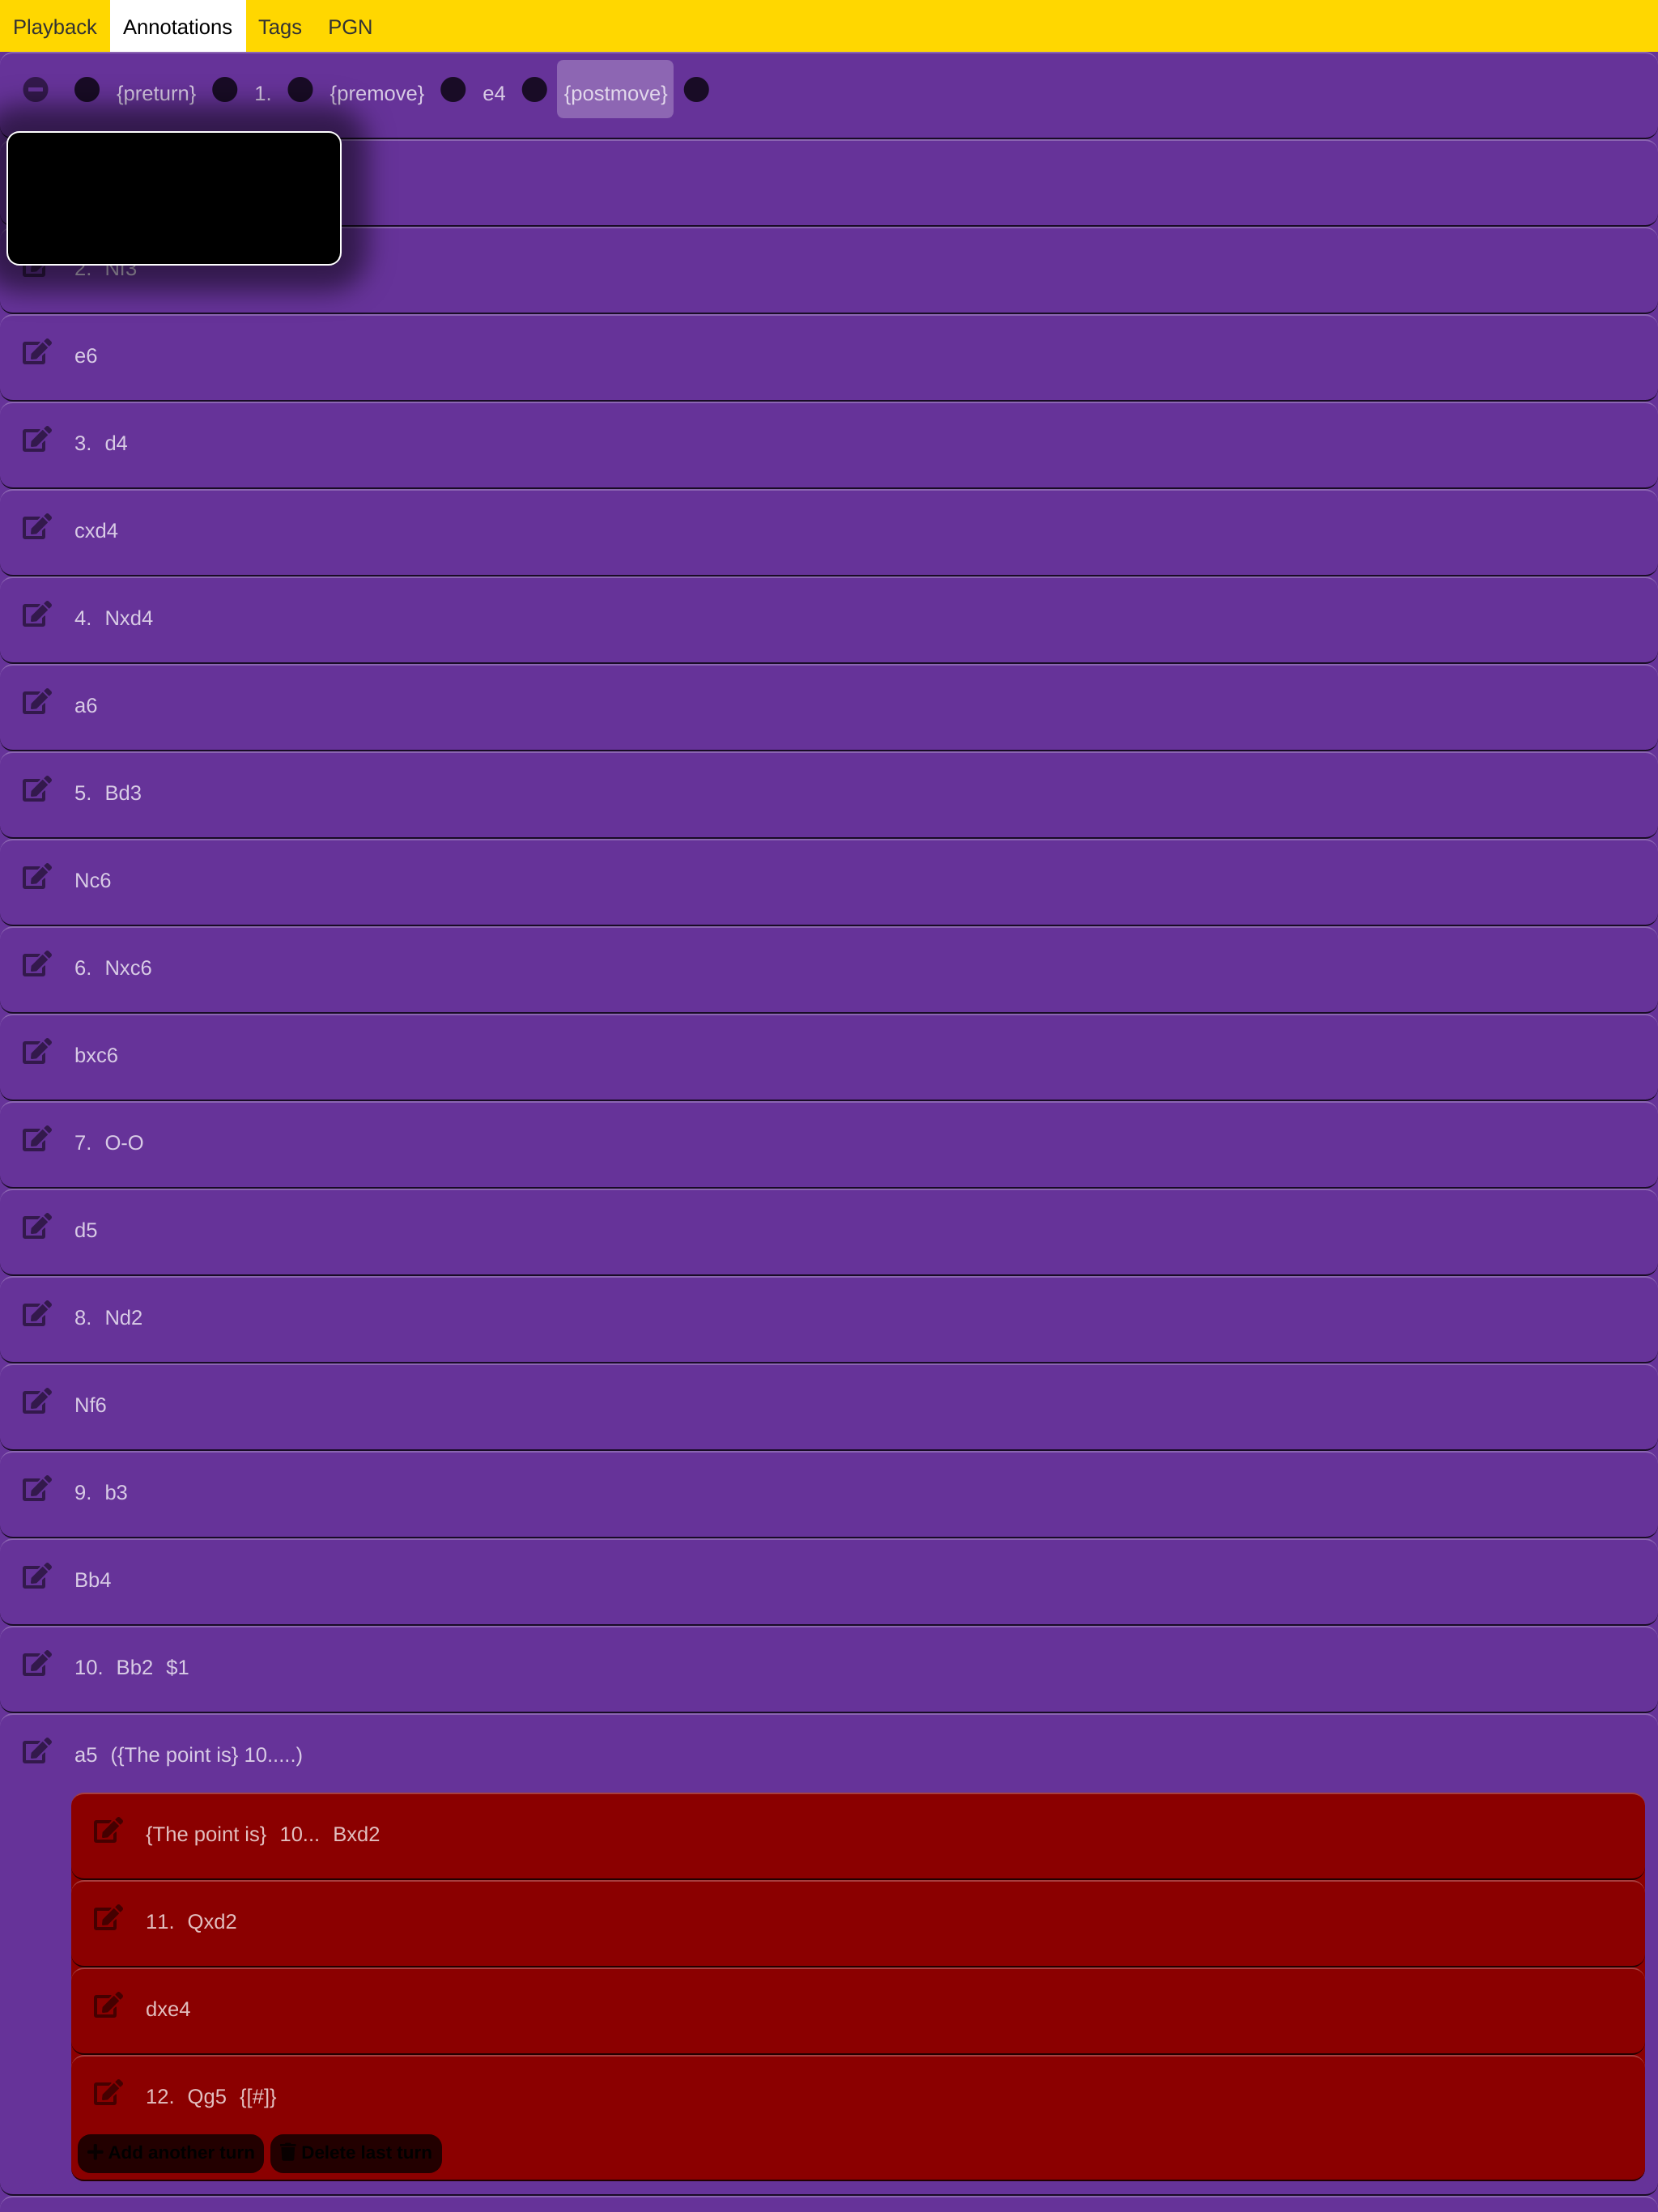 Playback Annotations Tags PGN
{preturn} 1. {premove} e4 {postmove}
2. Nf3
e6
3. d4
cxd4
4. Nxd4
a6
5. Bd3
Nc6
6. Nxc6
bxc6
7. O-O
d5
8. Nd2
Nf6
9. b3
Bb4
10. Bb2 $1
a5 ({The point is} 10.....)
{The point is} 10... Bxd2
11. Qxd2
dxe4
12. Qg5 {[#]}
Add another turn Delete last turn